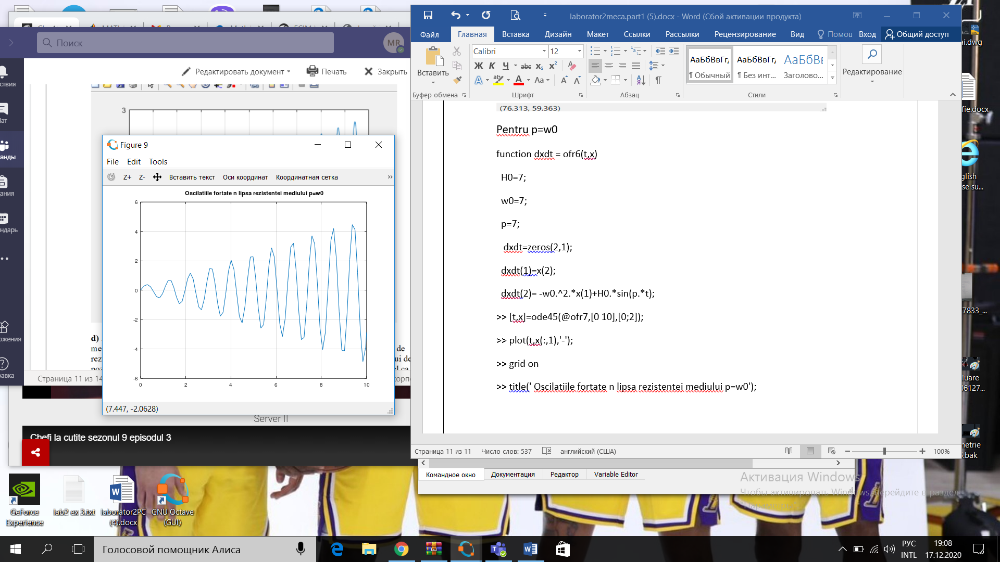 laborator2meca.part1 (5).docx - Word (Сбой активации продукта)
Файл
Главная
Вставка
Дизайн
Макет
Ссылки
Рассылки
Рецензирование
Вид
Помощ
Вход
Общий доступ
Вставить
Calibri
12
Ж К Ч abc x₂ x²
Aa
АаБбВвГг
АаБбВвГг
АаБбВ
¶ Обычный
¶ Без инт...
Заголово...
Редактирование
Буфер обмена
Шрифт
Абзац
Стили
(76.313, 59.363)
Pentru p=w0
function dxdt = ofr6(t,x)
H0=7;
w0=7;
p=7;
dxdt=zeros(2,1);
dxdt(1)=x(2);
dxdt(2)= -w0.^2.*x(1)+H0.*sin(p.*t);
>> [t,x]=ode45(@ofr7,[0 10],[0;2]);
>> plot(t,x(:,1),'-');
>> grid on
>> title(' Oscilatiile fortate n lipsa rezistentei mediului p=w0');
Страница 11 из 11
Число слов: 537
английский (США)
100%
Командное окно
Документация
Редактор
Variable Editor
Активация Windows
Чтобы активировать Windows, перейдите в раздел
"Параметры".
Поиск
MR
Редактировать документ
Печать
Закрыть
3
Figure 9
File
Edit
Tools
Z+
Z-
Вставить текст
Оси координат
Координатная сетка
»
Oscilatiile fortate n lipsa rezistentei mediului p=w0
6
4
2
0
-2
-4
-6
0
2
4
6
8
10
(7.447, -2.0628)
d)
me
de
rez
ui de
Страница 11 из 14
Server II
Chefi la cutite sezonul 9 episodul 3
GeForce
Experience
lab2 ex 3.txt
laborator2PC
(4).docx
GNU Octave
(GUI)
ai.dwg
fie.docx
glish
se su...
7833_...
luare
06127...
netrie
.bak
Голосовой помощник Алиса
РУС
INTL
19:08
17.12.2020